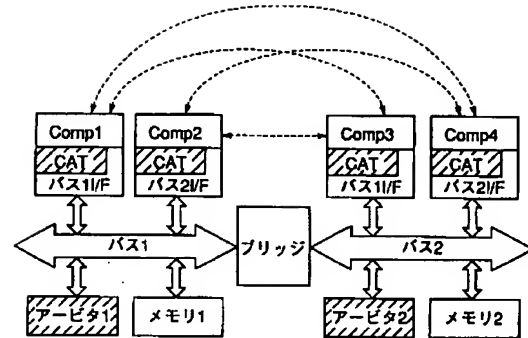 Comp1
CAT
バス1I/F
Comp2
CAT
バス2I/F
Comp3
CAT
バス1I/F
Comp4
CAT
バス2I/F
バス1
ブリッジ
バス2
アービタ1
メモリ1
アービタ2
メモリ2